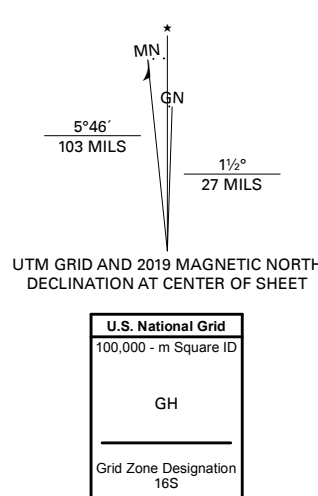 ★
MN
GN
5°46´
103 MILS
1½°
27 MILS
UTM GRID AND 2019 MAGNETIC NORTH
DECLINATION AT CENTER OF SHEET
U.S. National Grid
100,000 - m Square ID
GH
Grid Zone Designation
16S